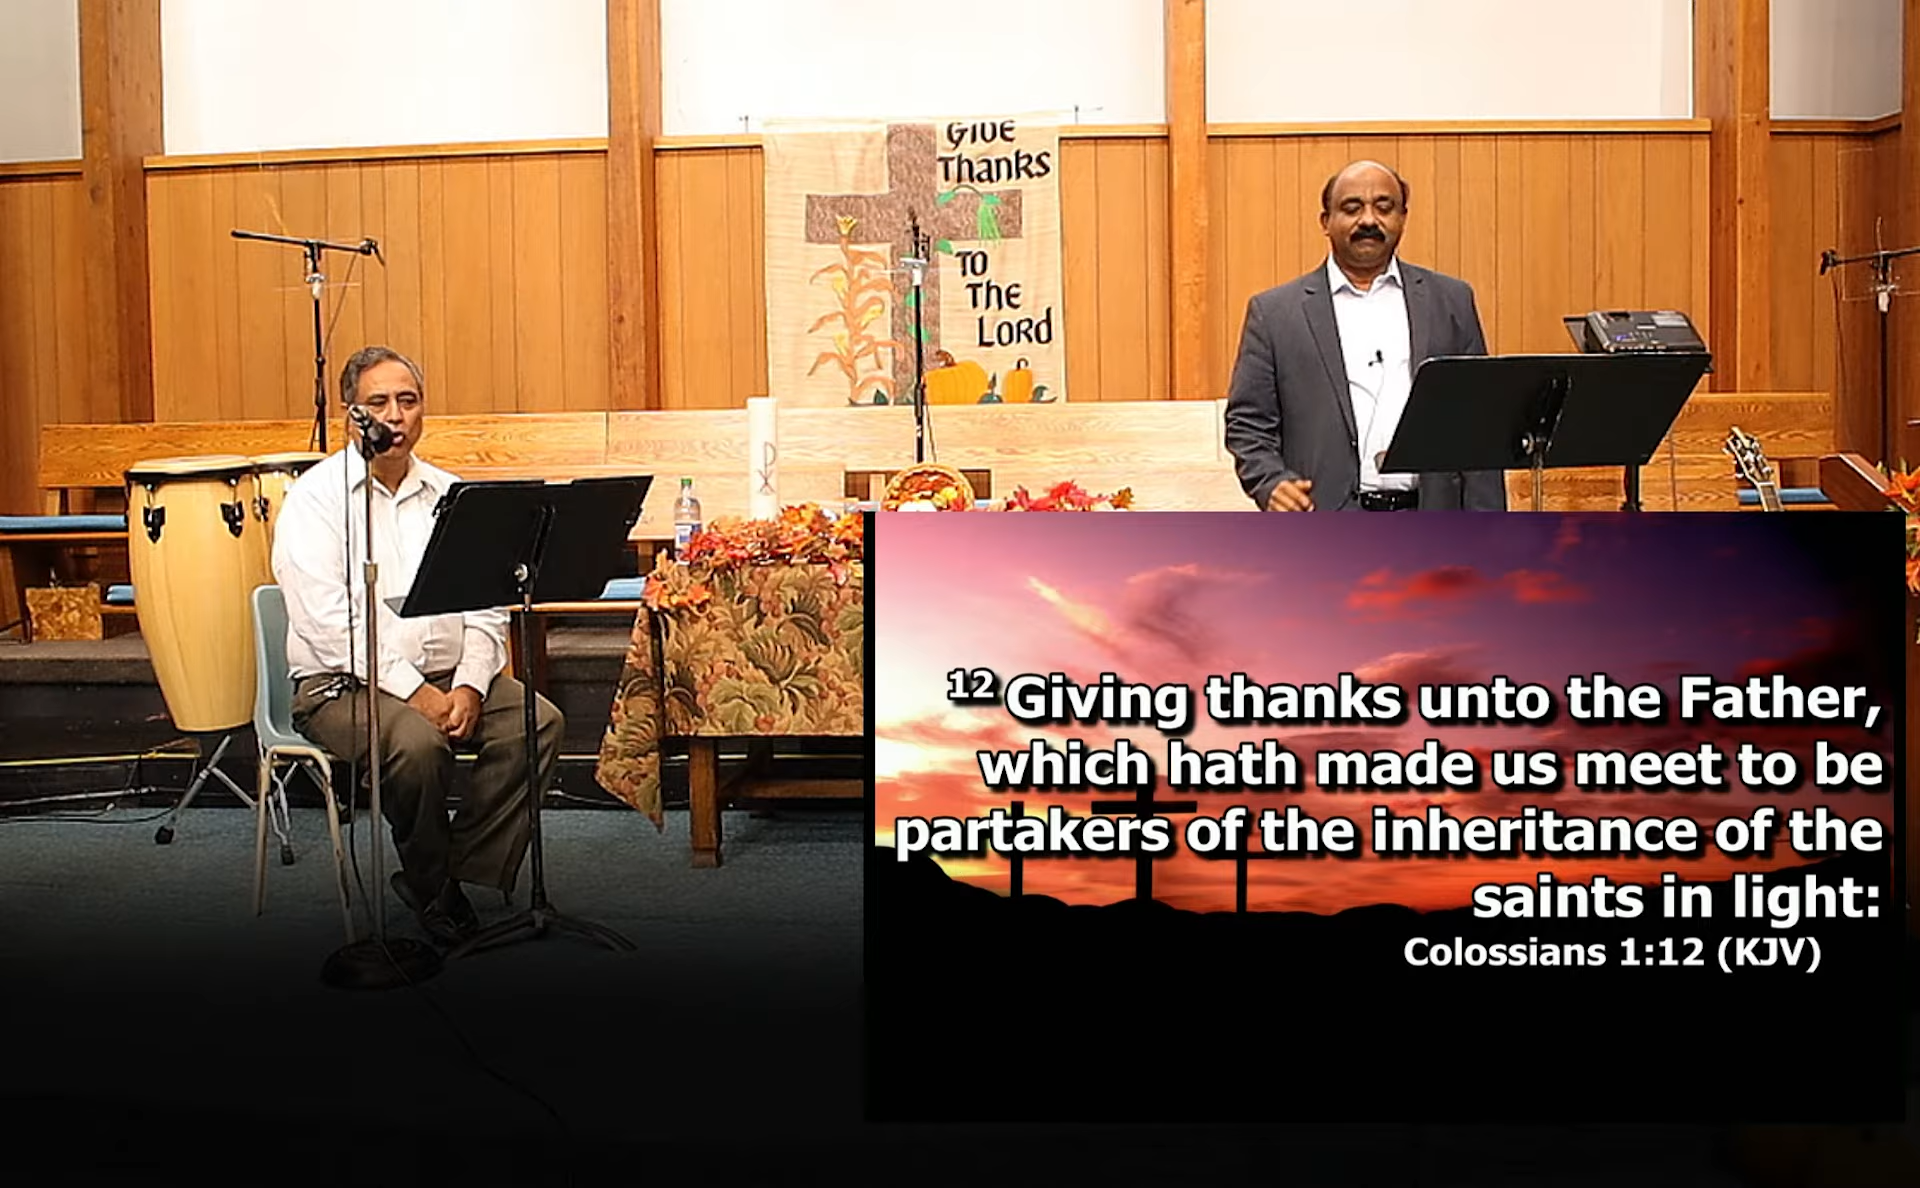 GIVE
Thanks
TO
The
LORD
12 Giving thanks unto the Father,
which hath made us meet to be
partakers of the inheritance of the
saints in light:
Colossians 1:12 (KJV)